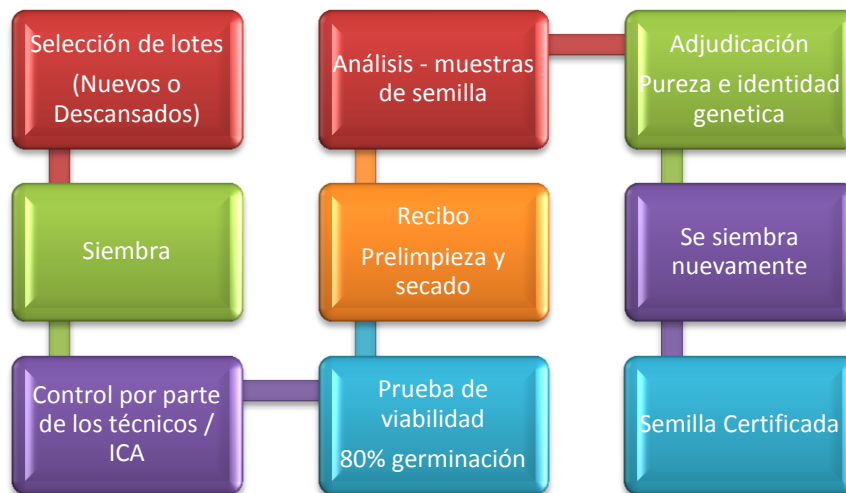 Selección de lotes
(Nuevos o
Descansados)
Siembra
Control por parte
de los técnicos /
ICA
Prueba de
viabilidad
80% germinación
Recibo
Prelimpieza y
secado
Análisis - muestras
de semilla
Adjudicación
Pureza e identidad
genetica
Se siembra
nuevamente
Semilla Certificada